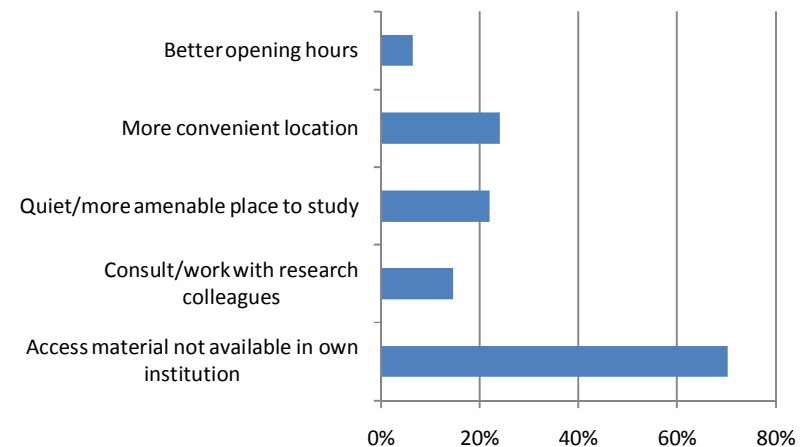 Better opening hours
More convenient location
Quiet/more amenable place to study
Consult/work with research
colleagues
Access material not available in own
institution
0% 20% 40% 60% 80%